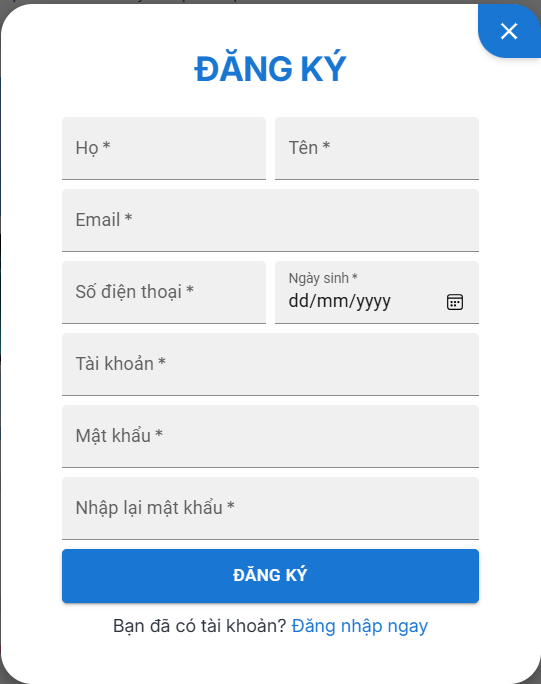 ĐĂNG KÝ
Họ * Tên *
Email *
Số điện thoại * Ngày sinh *
dd/mm/yyyy
Tài khoản *
Mật khẩu *
Nhập lại mật khẩu *
ĐĂNG KÝ
Bạn đã có tài khoản? Đăng nhập ngay